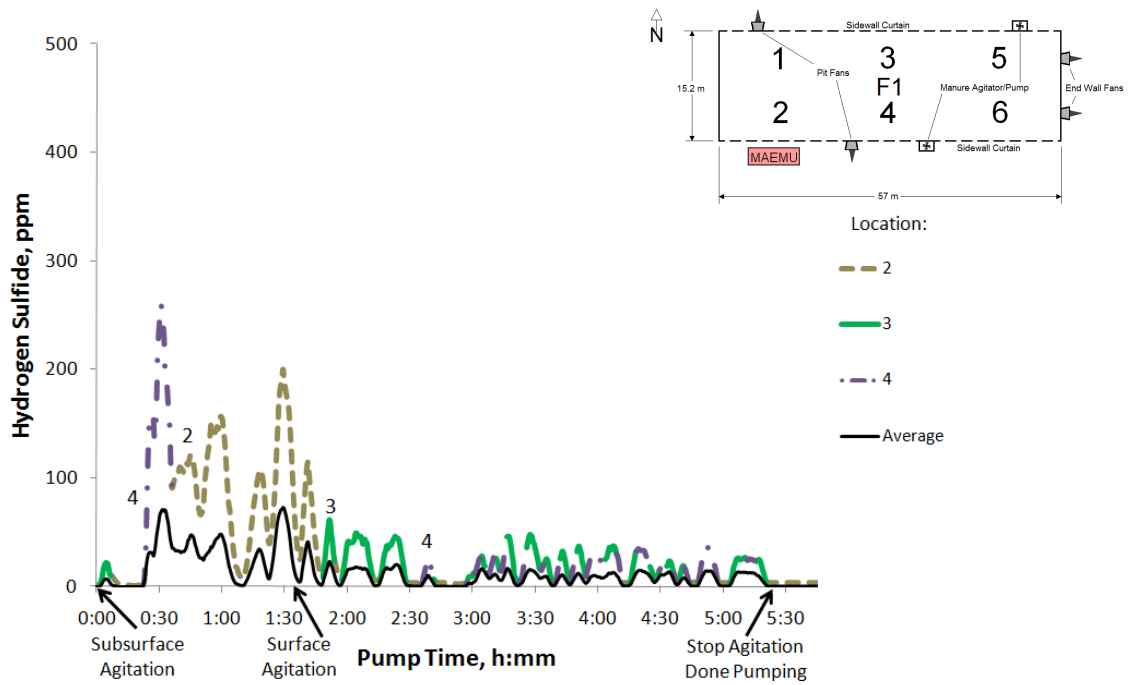 N
Sidewall Curtain
1
3
5
15.2 m
Pit Fans
F1
Manure Agitator/Pump
End Wall Fans
2
4
6
MAEMU
Sidewall Curtain
57 m
Location:
2
3
4
Average
Hydrogen Sulfide, ppm
500
400
300
200
100
0
4
2
3
4
0:00
0:30
1:00
1:30
2:00
2:30
3:00
3:30
4:00
4:30
5:00
5:30
Subsurface
Agitation
Surface
Agitation
Pump Time, h:mm
Stop Agitation
Done Pumping